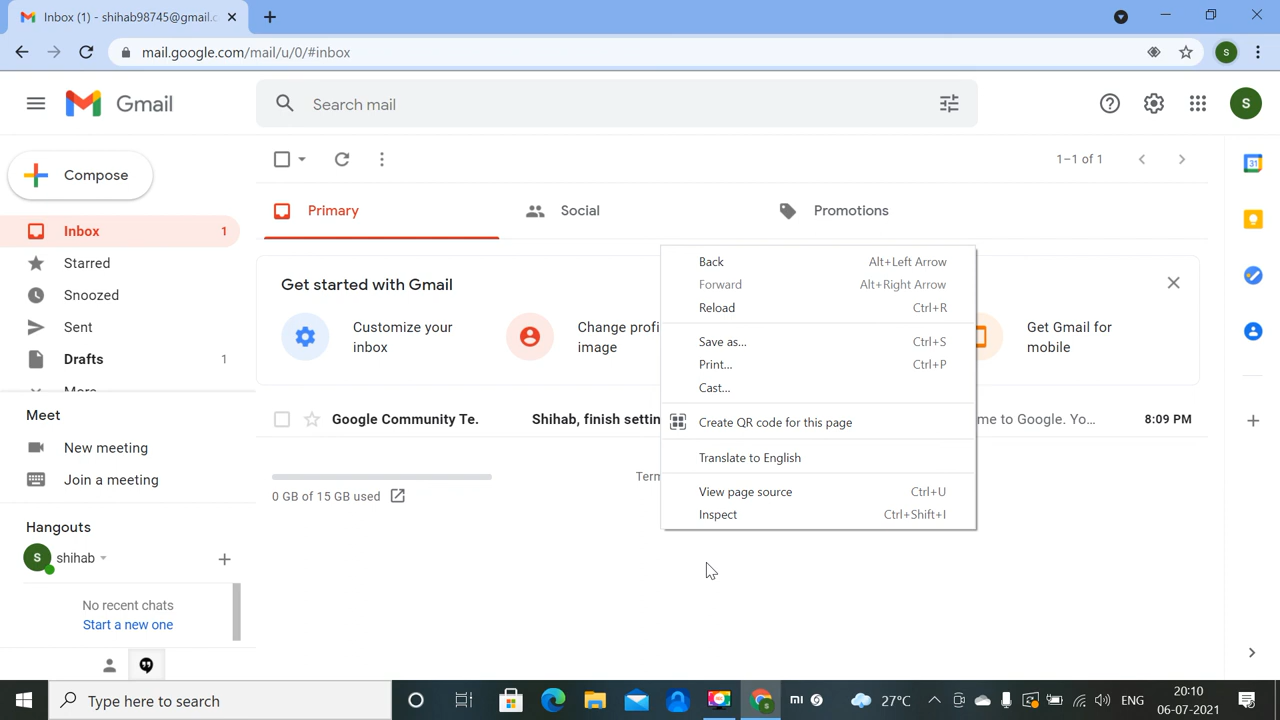 Inbox (1) - shihab98745@gmail.c
mail.google.com/mail/u/0/#inbox
S
Gmail
Search mail
S
Compose
1–1 of 1
31
Primary
Social
Promotions
Inbox 1
Starred
Snoozed
Sent
Drafts 1
More
Get started with Gmail
Customize your
inbox
Change profi
image
Get Gmail for
mobile
Back Alt+Left Arrow
Forward Alt+Right Arrow
Reload Ctrl+R
Save as... Ctrl+S
Print... Ctrl+P
Cast...
Create QR code for this page
Translate to English
View page source Ctrl+U
Inspect Ctrl+Shift+I
Google Community Te. Shihab, finish settin me to Google. Yo... 8:09 PM
0 GB of 15 GB used
Term
Meet
New meeting
Join a meeting
Hangouts
S shihab
No recent chats
Start a new one
Type here to search
27°C
ENG
20:10
06-07-2021